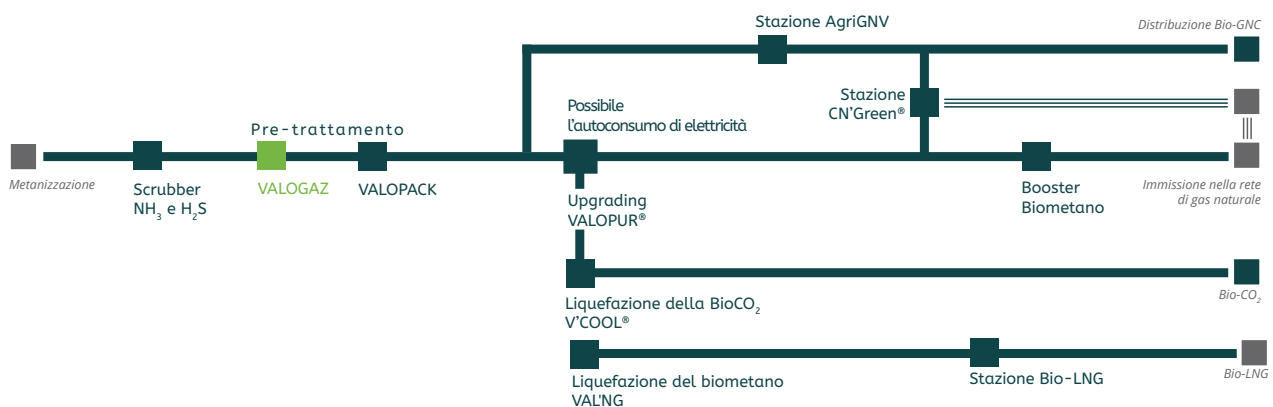 Stazione AgriGNV
Distribuzione Bio-GNC
Possibile
l'autoconsumo di elettricità
Stazione
CN'Green®
Pre-trattamento
Metanizzazione
Scrubber
NH₃ e H₂S
VALOGAZ
VALOPACK
Upgrading
VALOPUR®
Booster
Biometano
Immissione nella rete
di gas naturale
Liquefazione della BioCO₂
V'COOL®
Bio-CO₂
Liquefazione del biometano
VAL'NG
Stazione Bio-LNG
Bio-LNG